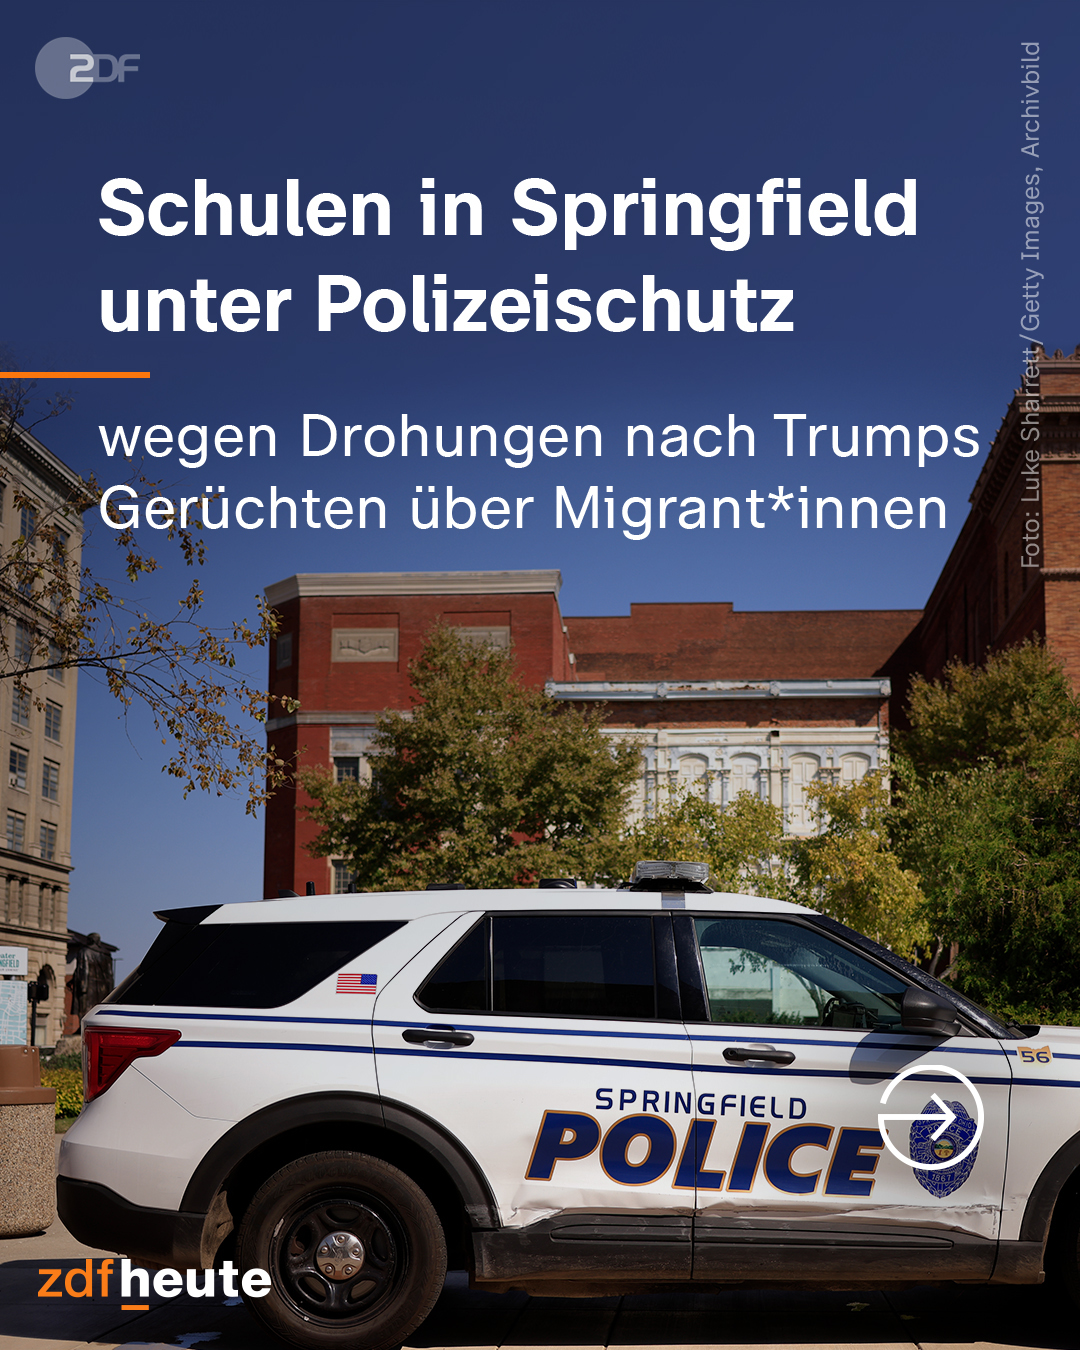 ZDF
Foto: Luke Sharrett/Getty Images, Archivbild
Schulen in Springfield
unter Polizeischutz
wegen Drohungen nach Trumps
Gerüchten über Migrant*innen
56
SPRINGFIELD
POLICE
zdfheute